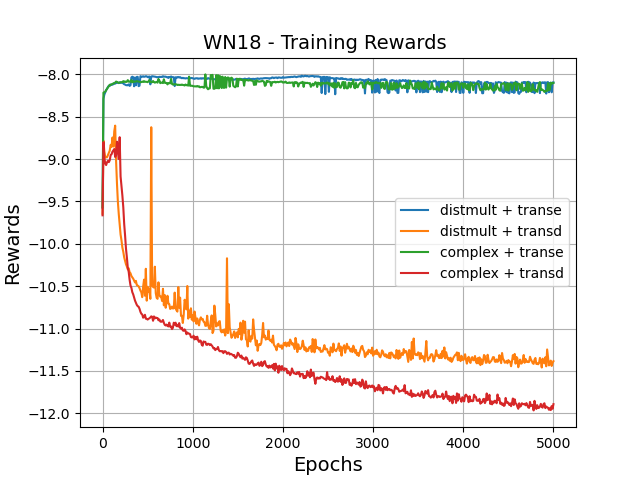 WN18 - Training Rewards
Rewards
−8.0
−8.5
−9.0
−9.5
−10.0
−10.5
−11.0
−11.5
−12.0
distmult + transe
distmult + transd
complex + transe
complex + transd
0 1000 2000 3000 4000 5000
Epochs